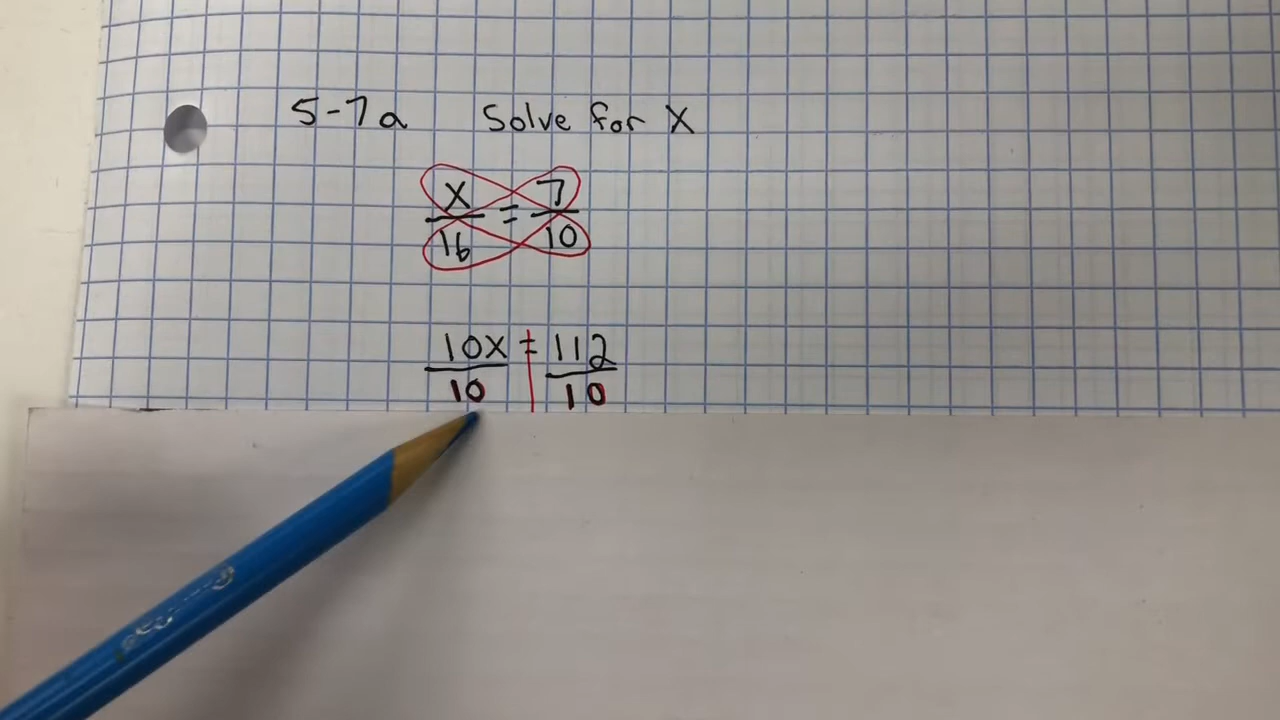 5-7a Solve for X
X/16 = 7/10
10X/10 = 112/10